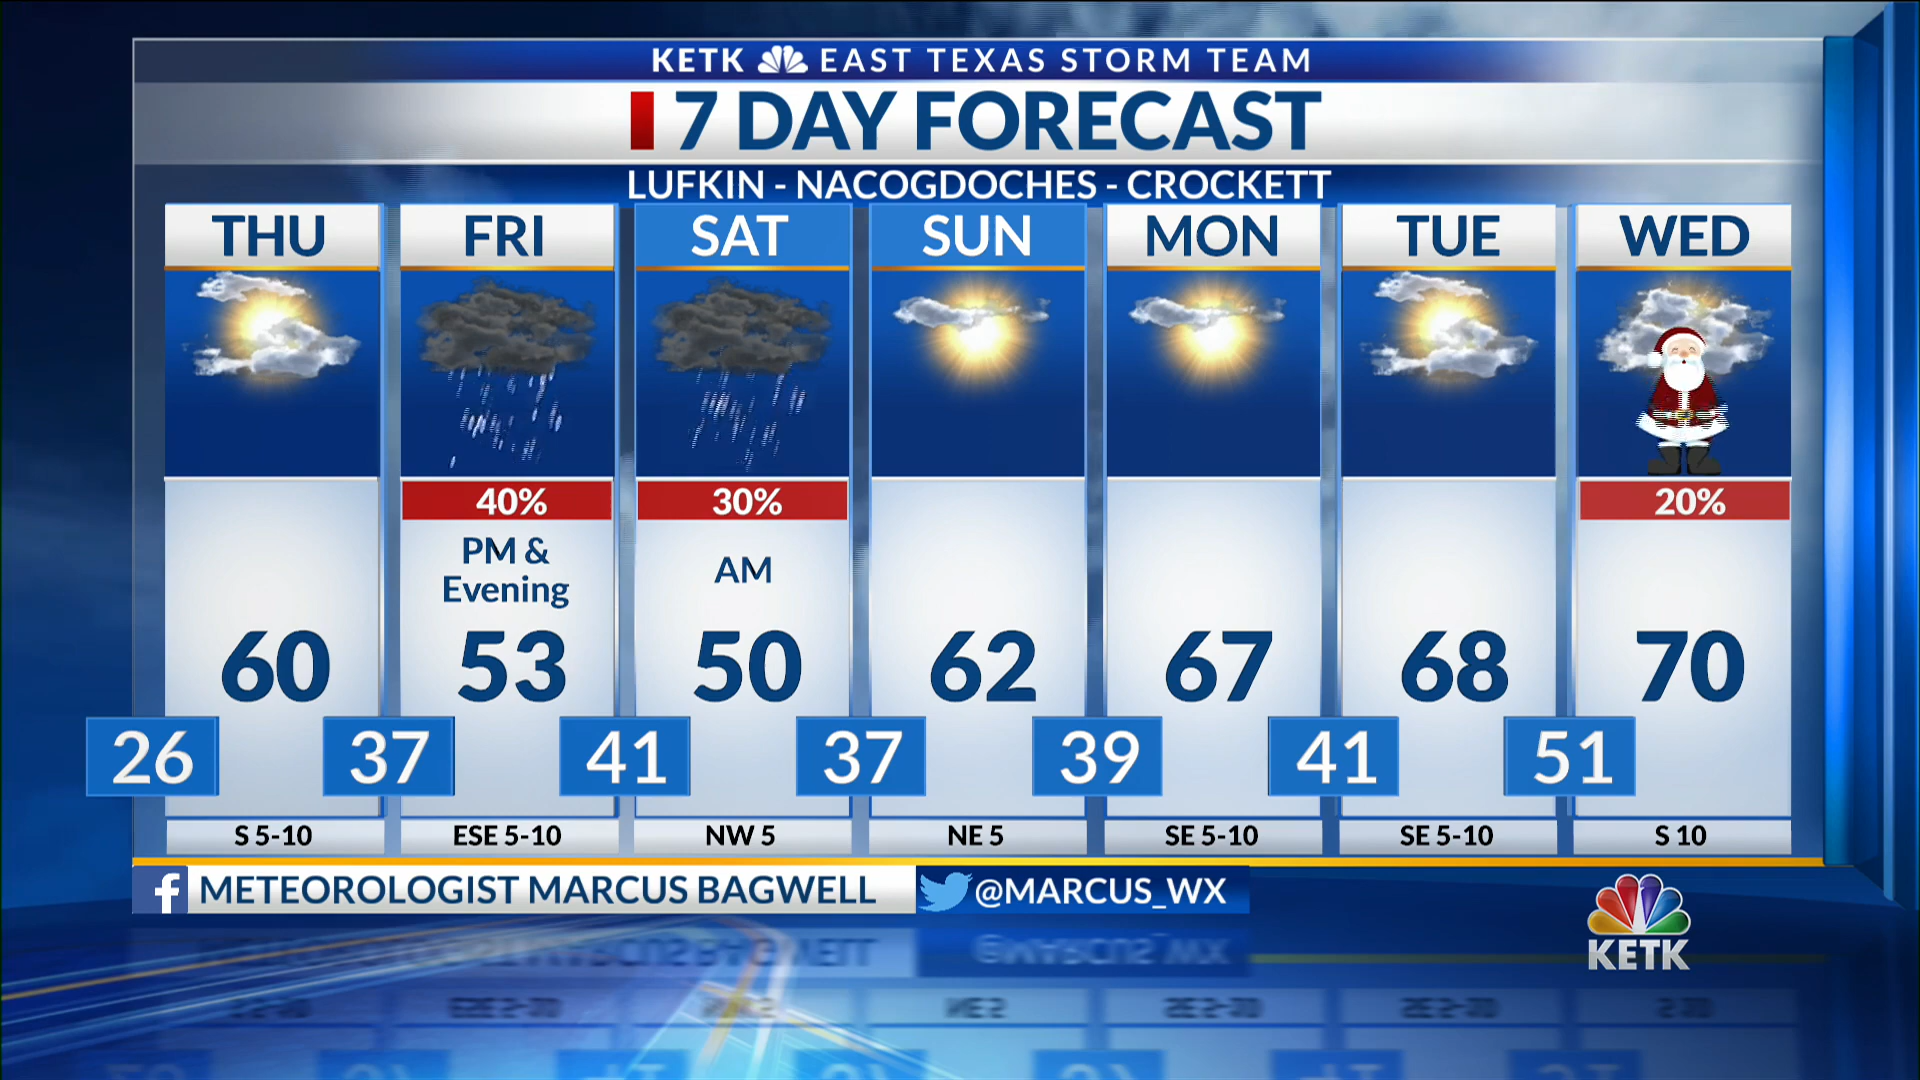 KETK EAST TEXAS STORM TEAM
7 DAY FORECAST
LUFKIN - NACOGDOCHES - CROCKETT
THU FRI SAT SUN MON TUE WED
40% 30% 20%
PM &
Evening
AM
60 53 50 62 67 68 70
26 37 41 37 39 41 51
S 5-10 ESE 5-10 NW 5 NE 5 SE 5-10 SE 5-10 S 10
f METEOROLOGIST MARCUS BAGWELL @MARCUS_WX
KETK